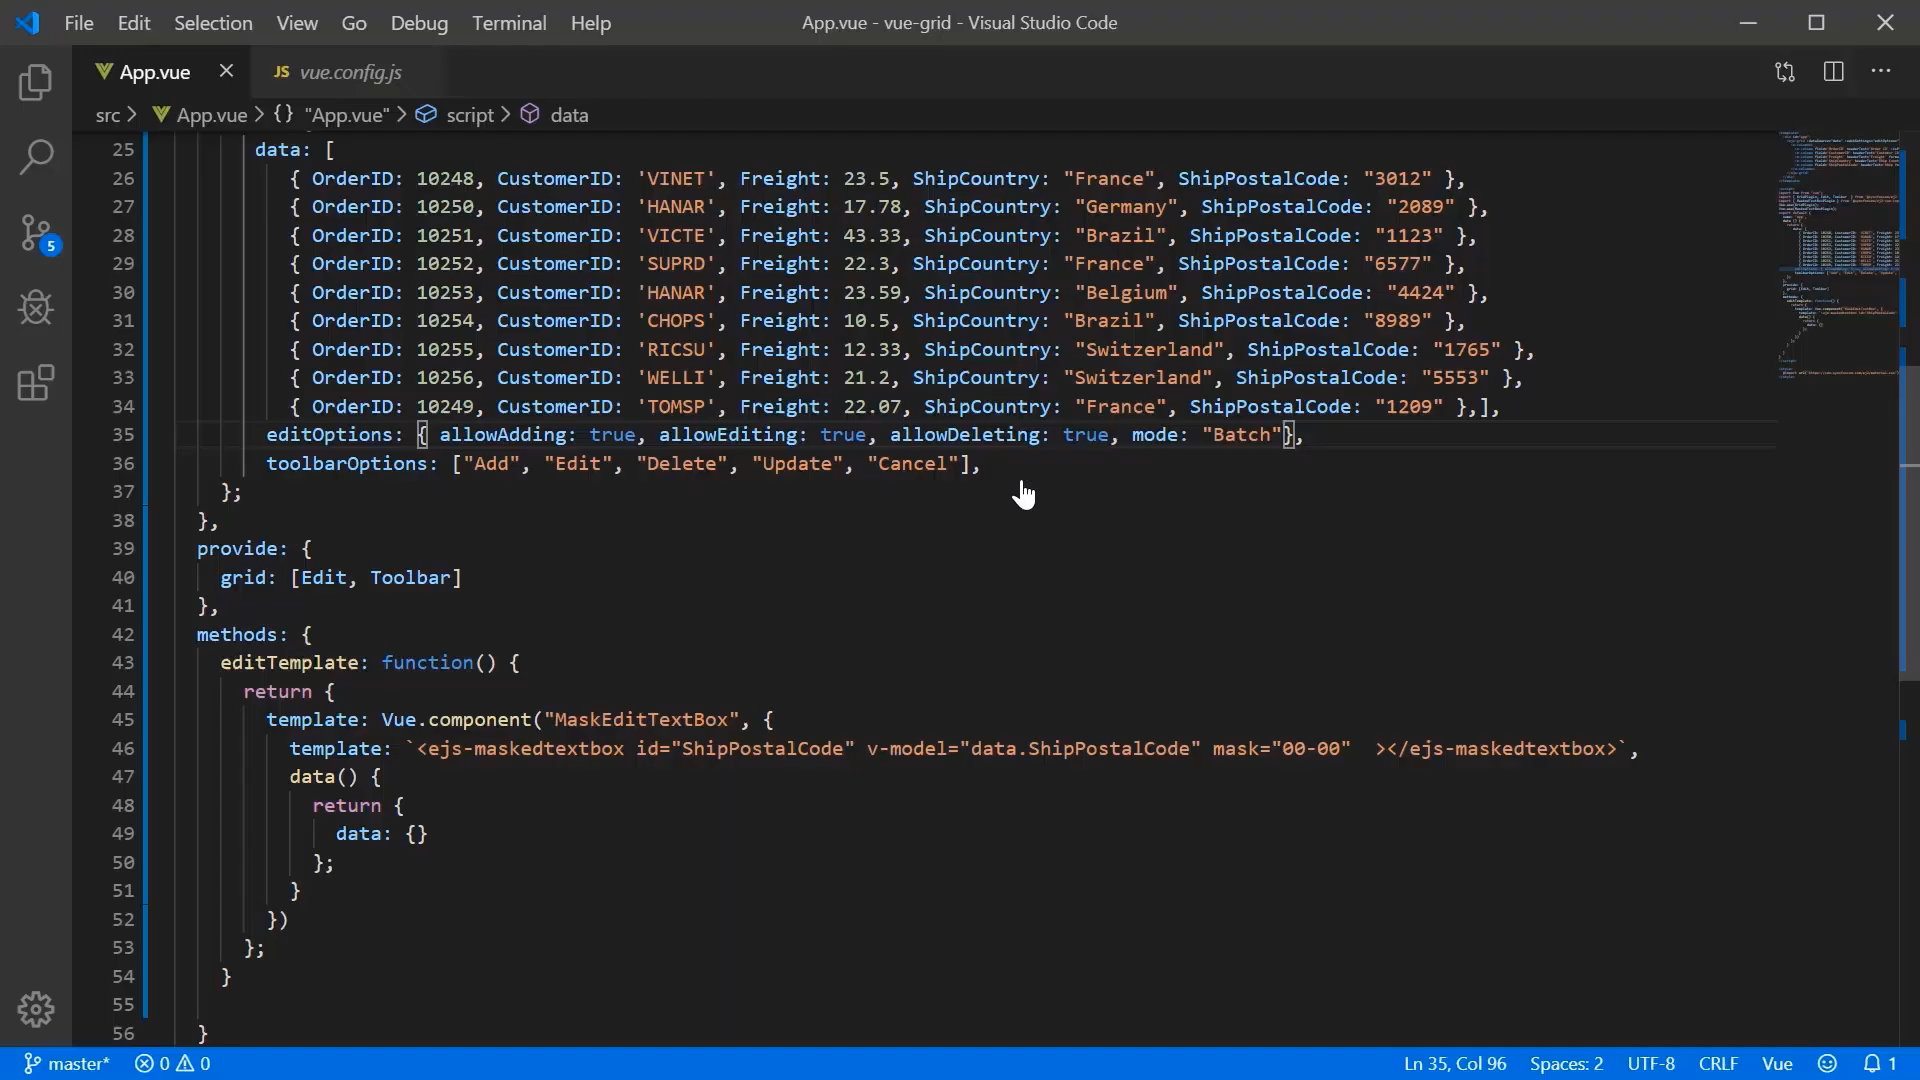 File Edit Selection View Go Debug Terminal Help App.vue - vue-grid - Visual Studio Code
App.vue JS vue.config.js
src > App.vue > {} "App.vue" > script > data
25 data: [
26 { OrderID: 10248, CustomerID: 'VINET', Freight: 23.5, ShipCountry: "France", ShipPostalCode: "3012" },
27 { OrderID: 10250, CustomerID: 'HANAR', Freight: 17.78, ShipCountry: "Germany", ShipPostalCode: "2089" },
28 { OrderID: 10251, CustomerID: 'VICTE', Freight: 43.33, ShipCountry: "Brazil", ShipPostalCode: "1123" },
29 { OrderID: 10252, CustomerID: 'SUPRD', Freight: 22.3, ShipCountry: "France", ShipPostalCode: "6577" },
30 { OrderID: 10253, CustomerID: 'HANAR', Freight: 23.59, ShipCountry: "Belgium", ShipPostalCode: "4424" },
31 { OrderID: 10254, CustomerID: 'CHOPS', Freight: 10.5, ShipCountry: "Brazil", ShipPostalCode: "8989" },
32 { OrderID: 10255, CustomerID: 'RICSU', Freight: 12.33, ShipCountry: "Switzerland", ShipPostalCode: "1765" },
33 { OrderID: 10256, CustomerID: 'WELLI', Freight: 21.2, ShipCountry: "Switzerland", ShipPostalCode: "5553" },
34 { OrderID: 10249, CustomerID: 'TOMSP', Freight: 22.07, ShipCountry: "France", ShipPostalCode: "1209" },],
35 editOptions: { allowAdding: true, allowEditing: true, allowDeleting: true, mode: "Batch"},
36 toolbarOptions: ["Add", "Edit", "Delete", "Update", "Cancel"],
37 };
38 },
39 provide: {
40 grid: [Edit, Toolbar]
41 },
42 methods: {
43 editTemplate: function() {
44 return {
45 template: Vue.component("MaskEditTextBox", {
46 template: `<ejs-maskedtextbox id="ShipPostalCode" v-model="data.ShipPostalCode" mask="00-00"  ></ejs-maskedtextbox>`,
47 data() {
48 return {
49 data: {}
50 };
51 }
52 })
53 };
54 }
55
56 }
5
master* 0 0 Ln 35, Col 96 Spaces: 2 UTF-8 CRLF Vue 1